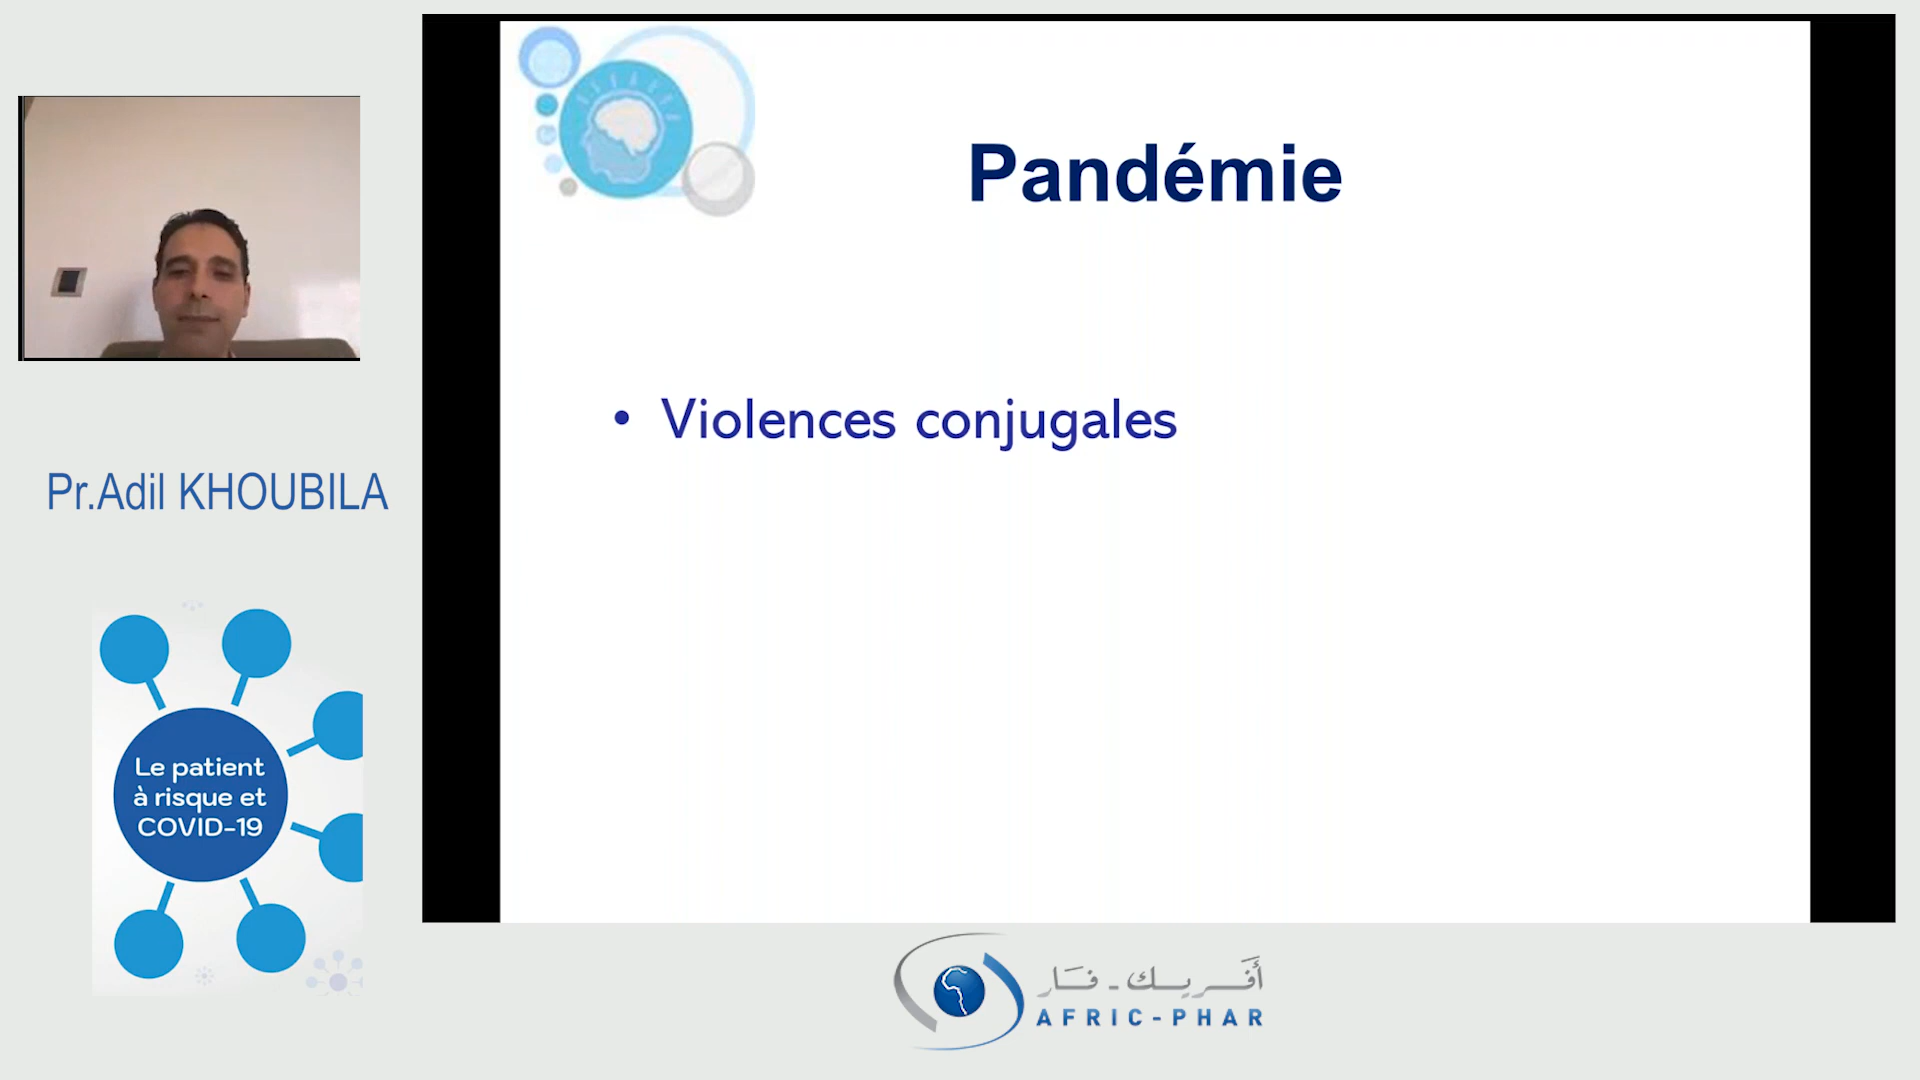 Pandémie
• Violences conjugales
Pr.Adil KHOUBILA
Le patient
à risque et
COVID-19
أفريك - فار
AFRIC-PHAR